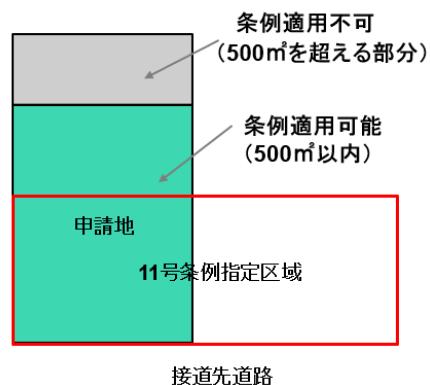 条例適用不可
（500㎡を超える部分）
条例適用可能
（500㎡以内）
申請地
11号条例指定区域
接道先道路